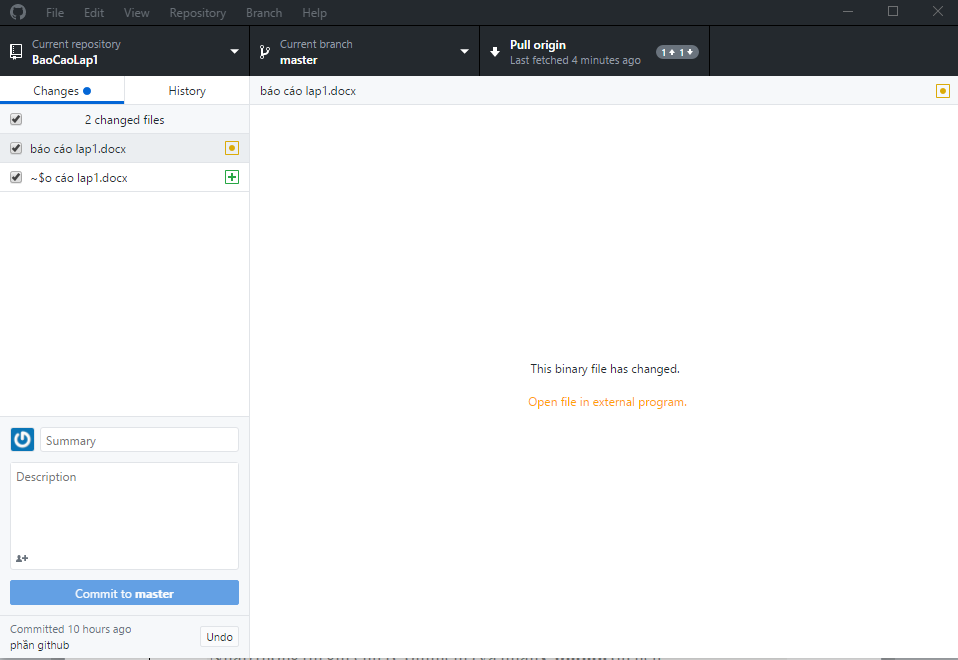 File Edit View Repository Branch Help
Current repository
BaoCaoLap1
Current branch
master
Pull origin
Last fetched 4 minutes ago
1 1
Changes
History
báo cáo lap1.docx
2 changed files
báo cáo lap1.docx
~$o cáo lap1.docx
This binary file has changed.
Open file in external program.
Summary
Description
Commit to master
Committed 10 hours ago
phần github
Undo